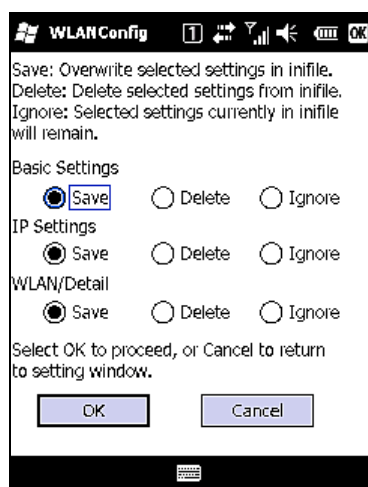 WLANConfig 1 OK
Save: Overwrite selected settings in inifile.
Delete: Delete selected settings from inifile.
Ignore: Selected settings currently in inifile
will remain.
Basic Settings
Save Delete Ignore
IP Settings
Save Delete Ignore
WLAN/Detail
Save Delete Ignore
Select OK to proceed, or Cancel to return
to setting window.
OK Cancel